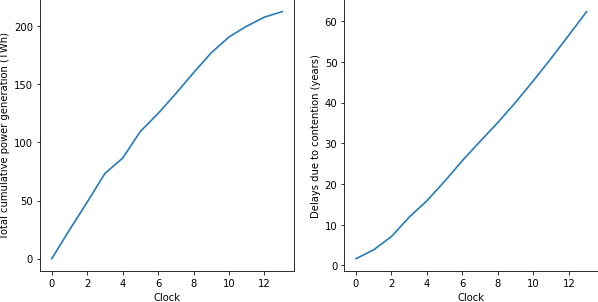 Total cumulative power generation (TWh)
200
150
100
50
0
0 2 4 6 8 10 12
Clock
Delays due to contention (years)
60
50
40
30
20
10
0
0 2 4 6 8 10 12
Clock